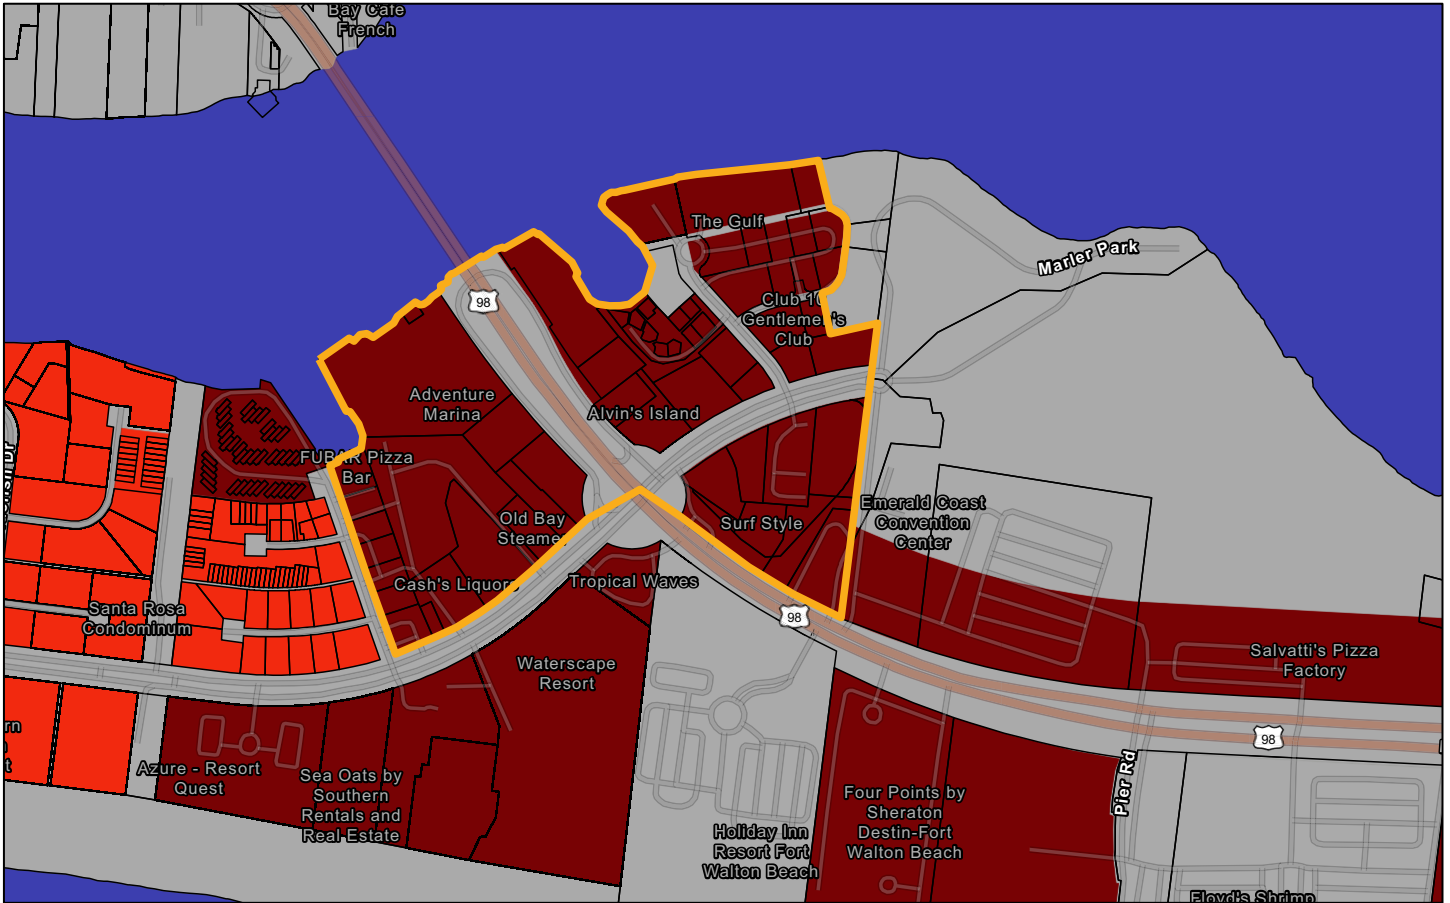 Bay Cafe
French
The Gulf
Marler Park
98
Club 10
Gentlemen's
Club
Adventure
Marina
Alvin's Island
FUBAR Pizza
Bar
Old Bay
Steamer
Surf Style
Emerald Coast
Convention
Center
Cash's Liquors
Tropical Waves
Santa Rosa
Condominum
98
Waterscape
Resort
Salvatti's Pizza
Factory
98
Azure - Resort
Quest
Sea Oats by
Southern
Rentals and
Real Estate
Pier Rd
Four Points by
Sheraton
Destin-Fort
Walton Beach
Holiday Inn
Resort Fort
Walton Beach
Floyd's Shrimp